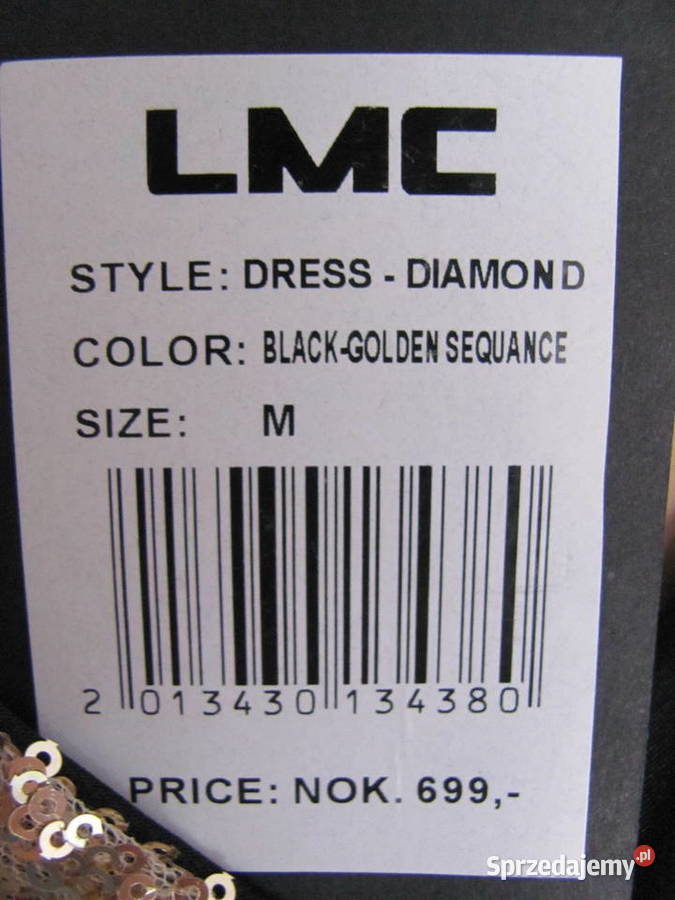 LMC
STYLE: DRESS - DIAMOND
COLOR: BLACK-GOLDEN SEQUANCE
SIZE: M
2 013430 134380
PRICE: NOK. 699,-
Sprzedajemy.pl